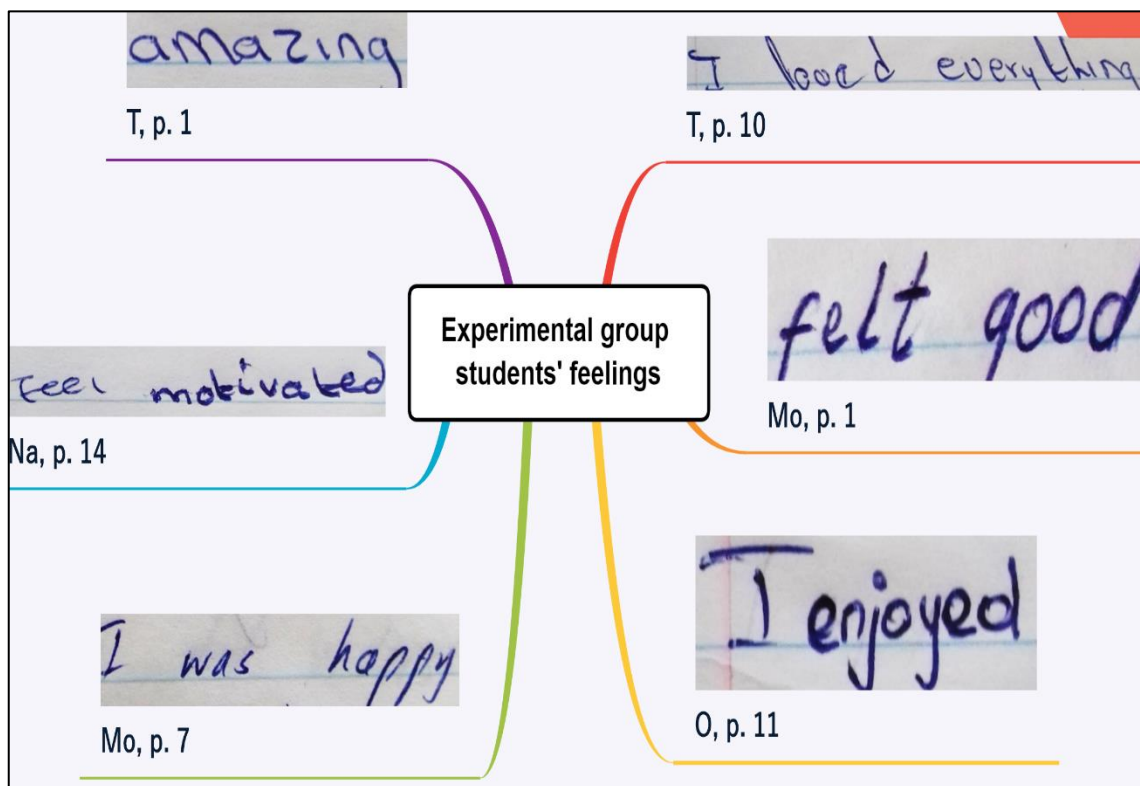 amazing
T, p. 1
I loved everything
T, p. 10
Experimental group
students' feelings
felt good
Mo, p. 1
feel motivated
Na, p. 14
I enjoyed
O, p. 11
I was happy
Mo, p. 7